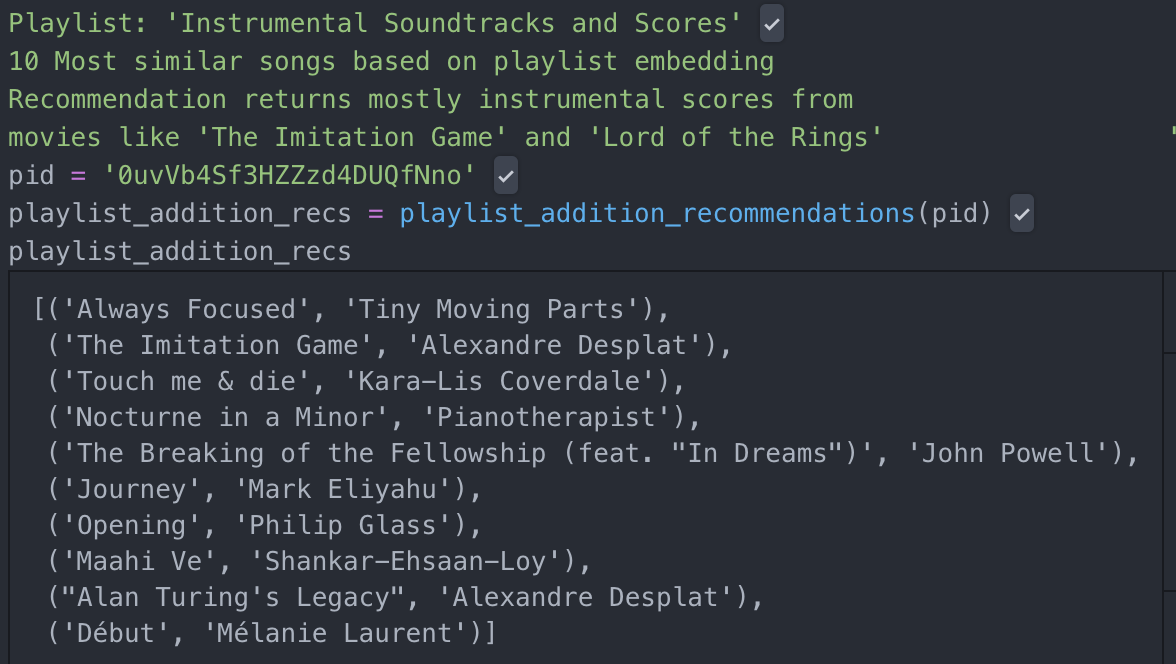 Playlist: 'Instrumental Soundtracks and Scores'
10 Most similar songs based on playlist embedding
Recommendation returns mostly instrumental scores from
movies like 'The Imitation Game' and 'Lord of the Rings' '
pid = '0uvVb4Sf3HZZzd4DUQfNno'
playlist_addition_recs = playlist_addition_recommendations(pid)
playlist_addition_recs
[('Always Focused', 'Tiny Moving Parts'),
('The Imitation Game', 'Alexandre Desplat'),
('Touch me & die', 'Kara-Lis Coverdale'),
('Nocturne in a Minor', 'Pianotherapist'),
('The Breaking of the Fellowship (feat. "In Dreams")', 'John Powell'),
('Journey', 'Mark Eliyahu'),
('Opening', 'Philip Glass'),
('Maahi Ve', 'Shankar-Ehsaan-Loy'),
("Alan Turing's Legacy", 'Alexandre Desplat'),
('Début', 'Mélanie Laurent')]